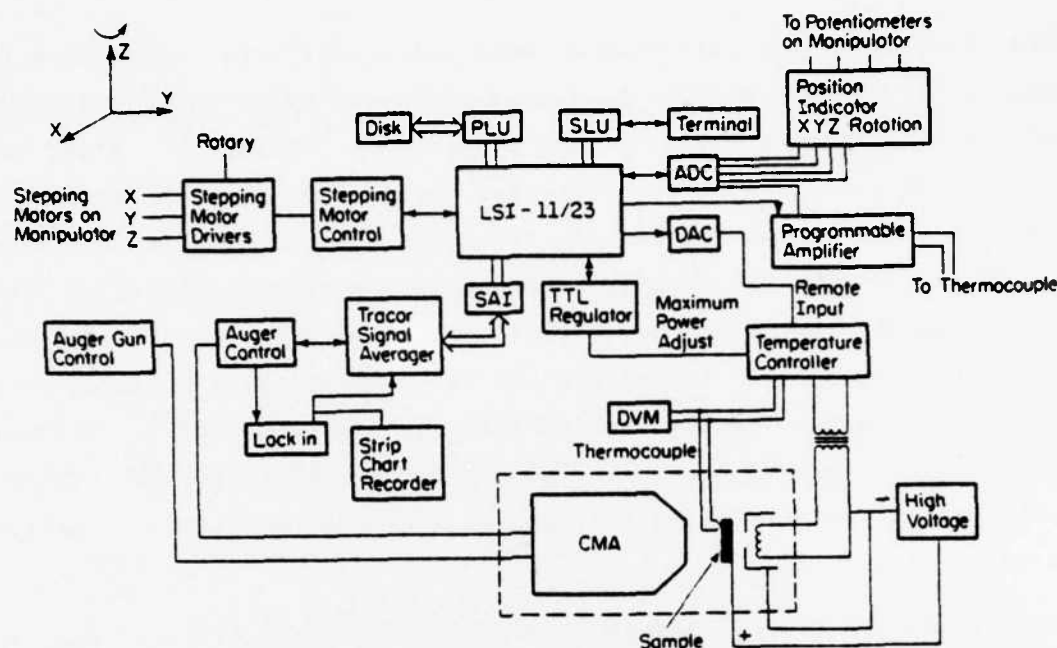 To Potentiometers
on Manipulator
Z
Y
X
Position
Indicator
X Y Z Rotation
Disk
PLU
SLU
Terminal
Rotary
ADC
Stepping
Motors on
Manipulator
X
Y
Z
Stepping
Motor
Drivers
Stepping
Motor
Control
LSI-11/23
DAC
Programmable
Amplifier
To Thermocouple
SAI
TTL
Regulator
Maximum
Power
Adjust
Remote
Input
Auger Gun
Control
Auger
Control
Tracor
Signal
Averager
Temperature
Controller
DVM
Lock in
Strip
Chart
Recorder
Thermocouple
CMA
-
High
Voltage
Sample
+